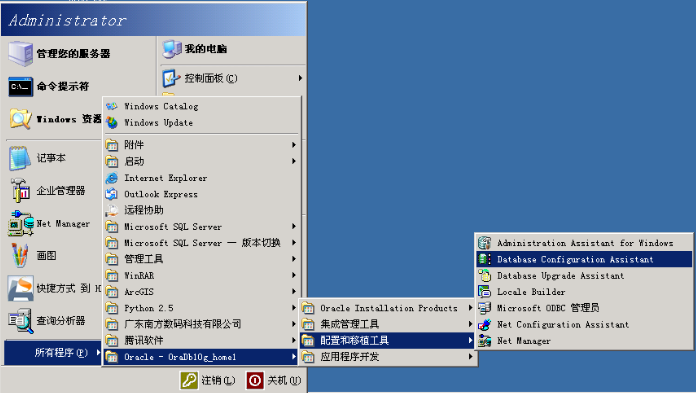 Administrator
管理您的服务器
命令提示符
Windows 资源
记事本
企业管理器
Net Manager
画图
快捷方式 到 H
查询分析器
所有程序(P)
我的电脑
控制面板(C)
Windows Catalog
Windows Update
附件
启动
Internet Explorer
Outlook Express
远程协助
Microsoft SQL Server
Microsoft SQL Server - 版本切换
管理工具
WinRAR
ArcGIS
Python 2.5
广东南方数码科技有限公司
腾讯软件
Oracle - OraDb10g_home1
Oracle Installation Products
集成管理工具
配置和移植工具
应用程序开发
Administration Assistant for Windows
Database Configuration Assistant
Database Upgrade Assistant
Locale Builder
Microsoft ODBC 管理员
Net Configuration Assistant
Net Manager
注销(L)
关机(U)